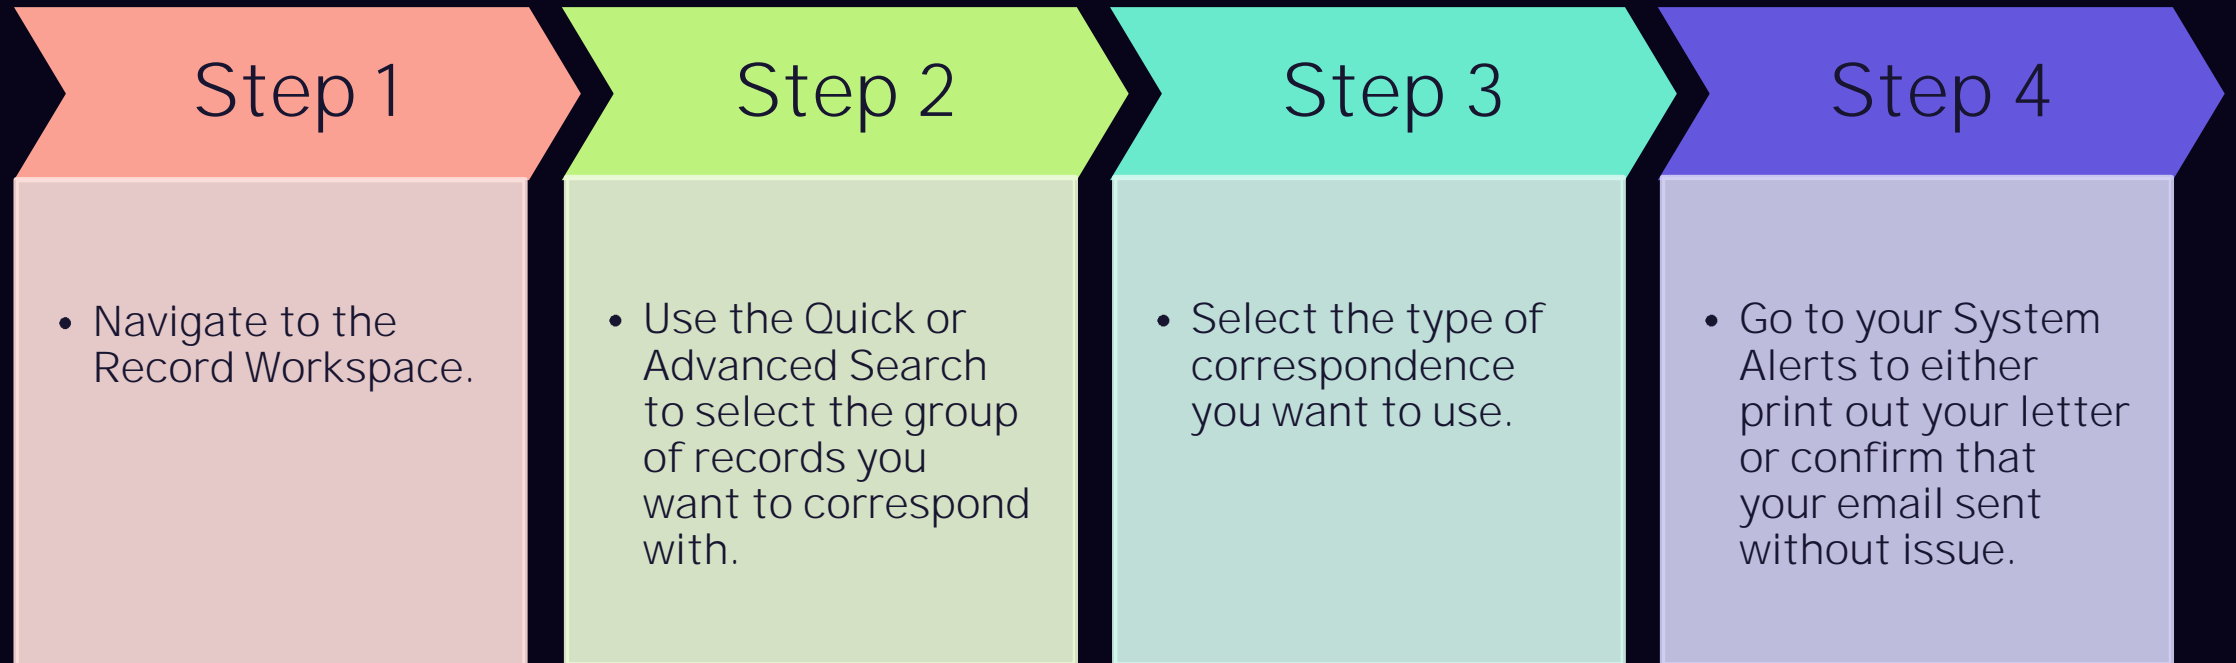 Step 1
Navigate to the
Record Workspace.
Step 2
Use the Quick or
Advanced Search
to select the group
of records you
want to correspond
with.
Step 3
Select the type of
correspondence
you want to use.
Step 4
Go to your System
Alerts to either
print out your letter
or confirm that
your email sent
without issue.